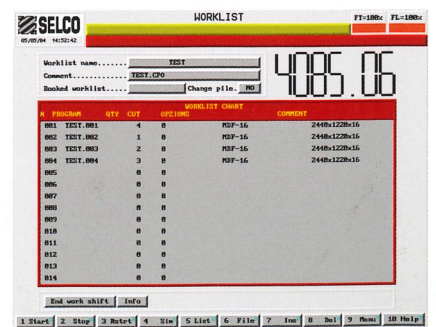 SELCO
WORKLIST
FT=100% FL=100%
05/05/04 14:52:42
Worklist name.... TEST
Comment.......... TEST.CPO
Booked worklist.. Change pile. NO
4085.06
WORKLIST CHART
N PROGRAM QTY CUT OPZIONS COMMENT
001 TEST.001 4 0 MDF-16 2440x1220x16
002 TEST.002 1 0 MDF-16 2440x1220x16
003 TEST.003 2 0 MDF-16 2440x1220x16
004 TEST.004 3 0 MDF-16 2440x1220x16
005 0 0
006 0 0
007 0 0
008 0 0
009 0 0
010 0 0
011 0 0
012 0 0
013 0 0
014 0 0
End work shift Info
1 Start 2 Stop 3 Rstrt 4 Sim 5 List 6 File 7 Ins 8 Del 9 Menu 10 Help